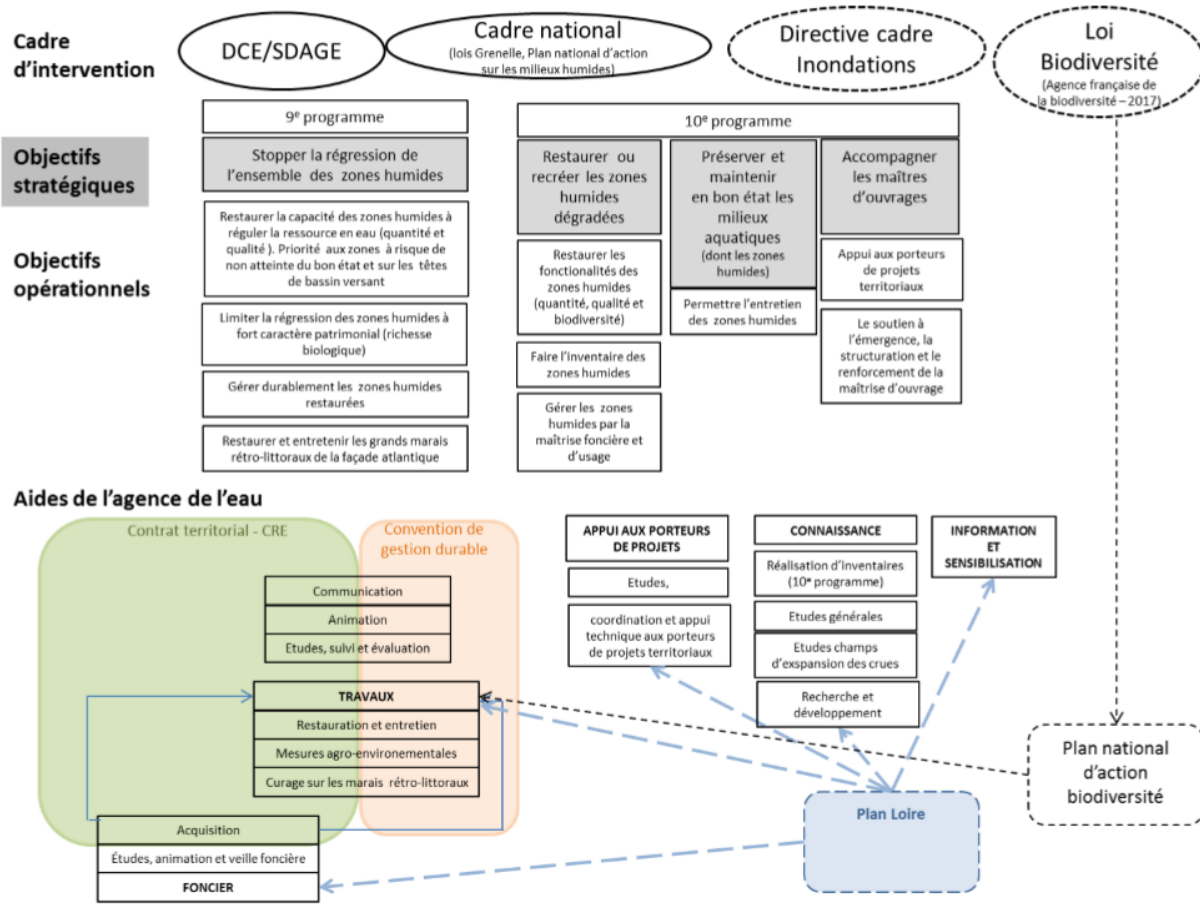 Cadre
d'intervention
DCE/SDAGE
Cadre national
(lois Grenelle, Plan national d'action
sur les milieux humides)
Directive cadre
Inondations
Loi
Biodiversité
(Agence française de
la biodiversité – 2017)
9e programme
10e programme
Objectifs
stratégiques
Stopper la régression de
l'ensemble des zones humides
Restaurer ou
recréer les zones
humides
dégradées
Préserver et
maintenir
en bon état les
milieux
aquatiques
(dont les zones
humides)
Accompagner
les maîtres
d'ouvrages
Objectifs
opérationnels
Restaurer la capacité des zones humides à
réguler la ressource en eau (quantité et
qualité ). Priorité aux zones à risque de
non atteinte du bon état et sur les têtes
de bassin versant
Limiter la régression des zones humides à
fort caractère patrimonial (richesse
biologique)
Gérer durablement les zones humides
restaurées
Restaurer et entretenir les grands marais
rétro-littoraux de la façade atlantique
Restaurer les
fonctionalités des
zones humides
(quantité, qualité et
biodiversité)
Faire l'inventaire des
zones humides
Gérer les zones
humides par la
maîtrise foncière et
d'usage
Permettre l'entretien
des zones humides
Appui aux porteurs
de projets
territoriaux
Le soutien à
l'émergence, la
structuration et le
renforcement de la
maîtrise d'ouvrage
Aides de l'agence de l'eau
Contrat territorial - CRE
Convention de
gestion durable
Communication
Animation
Etudes, suivi et évaluation
TRAVAUX
Restauration et entretien
Mesures agro-environementales
Curage sur les marais rétro-littoraux
Acquisition
Études, animation et veille foncière
FONCIER
APPUI AUX PORTEURS
DE PROJETS
Etudes,
coordination et appui
technique aux porteurs
de projets territoriaux
CONNAISSANCE
Réalisation d'inventaires
(10e programme)
Etudes générales
Etudes champs
d'exspansion des crues
Recherche et
développement
INFORMATION
ET
SENSIBILISATION
Plan Loire
Plan national
d'action
biodiversité